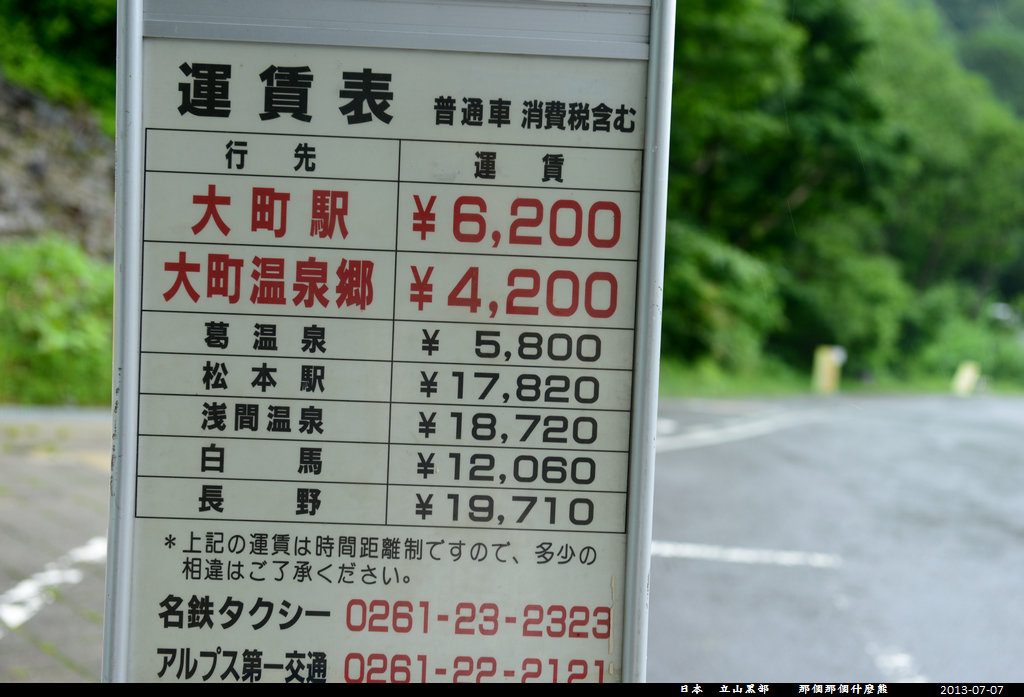 運賃表 普通車 消費税含む
行先 運賃
大町駅 ¥6,200
大町温泉郷 ¥4,200
葛温泉 ¥5,800
松本駅 ¥17,820
浅間温泉 ¥18,720
白馬 ¥12,060
長野 ¥19,710
*上記の運賃は時間距離制ですので、多少の
相違はご了承ください。
名鉄タクシー 0261-23-2323
アルプス第一交通 0261-22-2121
日本 立山黒部 那個那個什麼熊 2013-07-07